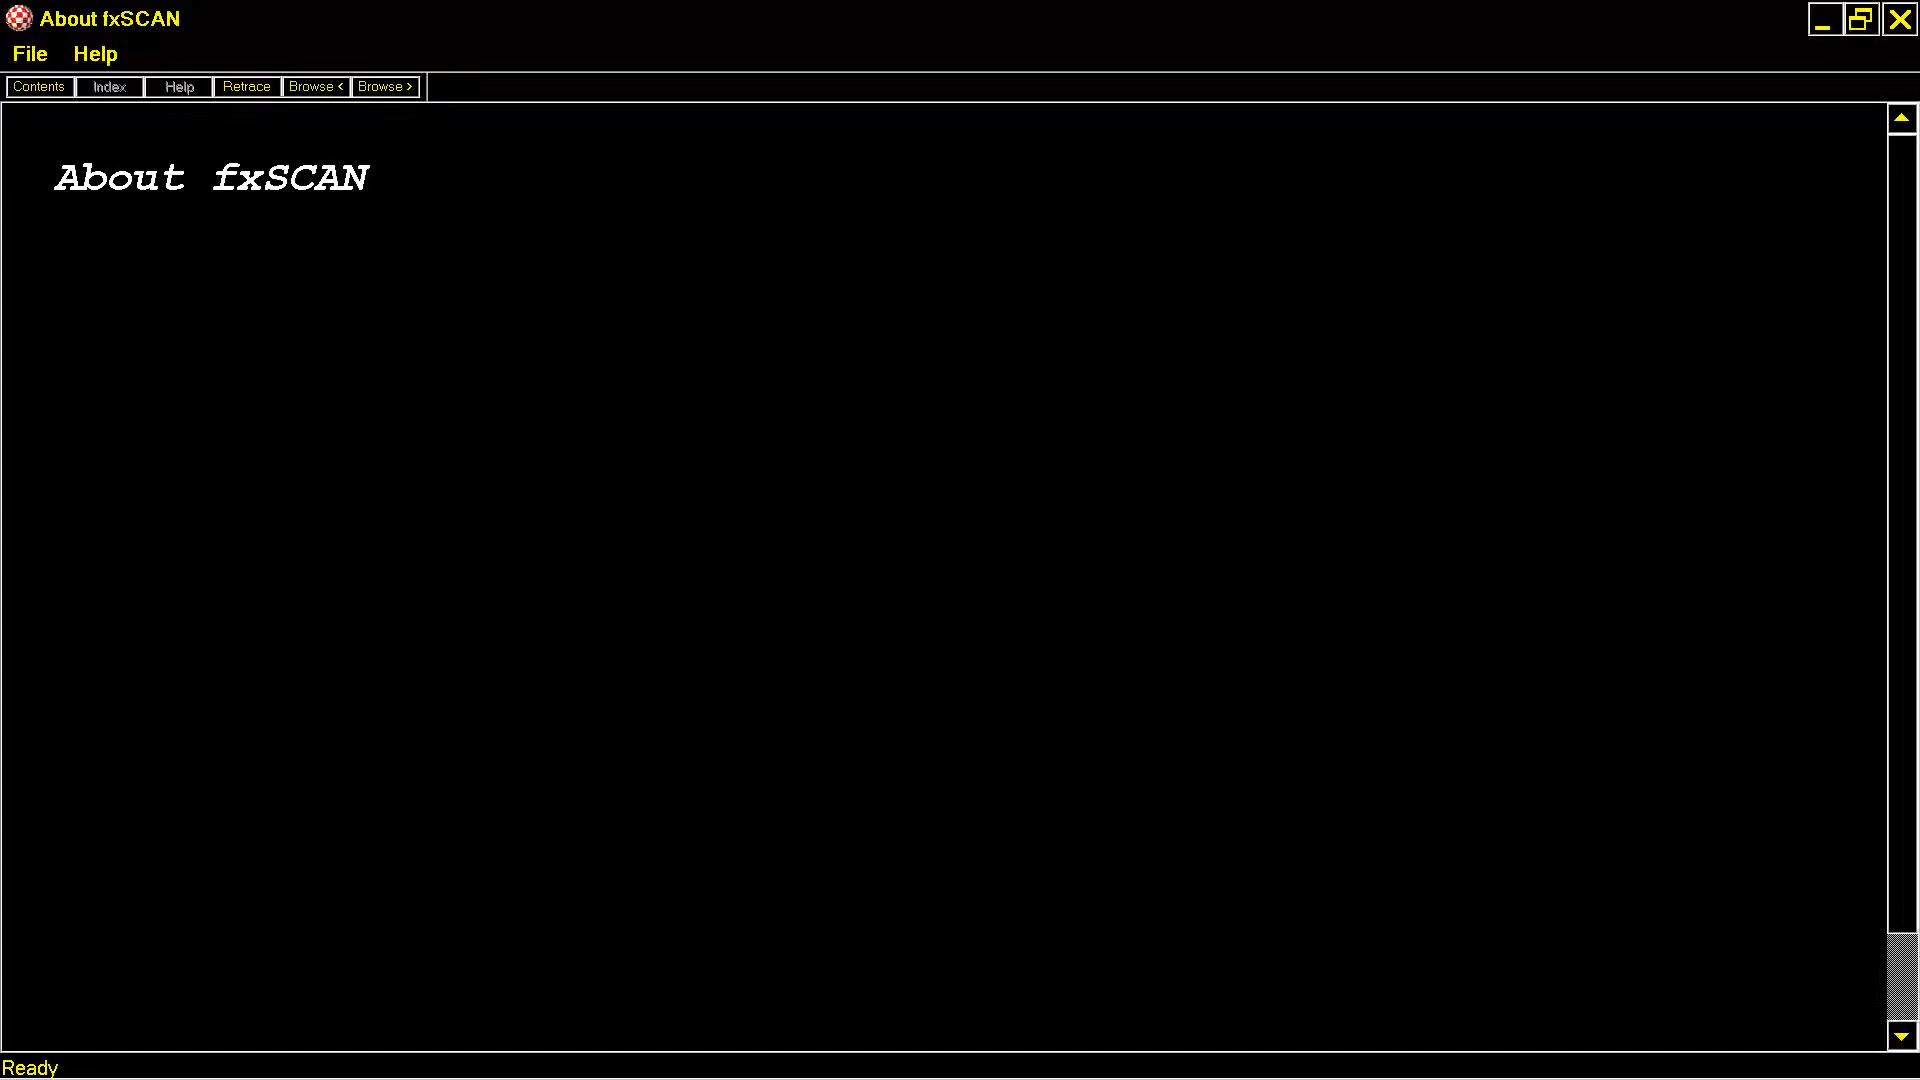 About fxSCAN
File Help
Contents Index Help Retrace Browse < Browse >
About fxSCAN
Ready